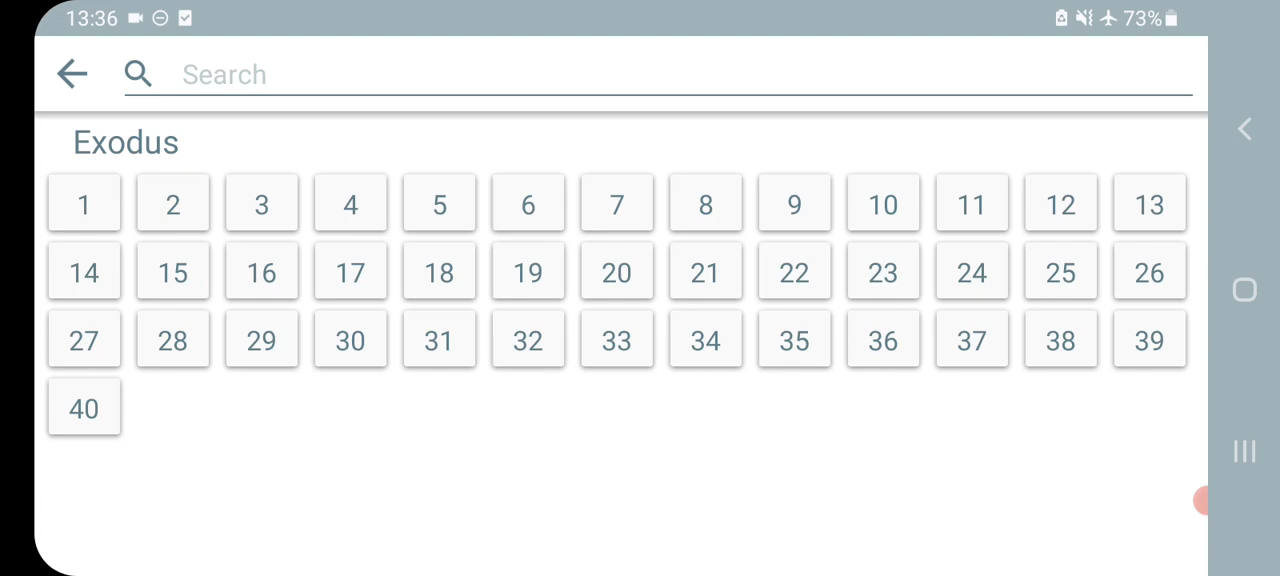 13:36 73%
Search
Exodus
1 2 3 4 5 6 7 8 9 10 11 12 13
14 15 16 17 18 19 20 21 22 23 24 25 26
27 28 29 30 31 32 33 34 35 36 37 38 39
40